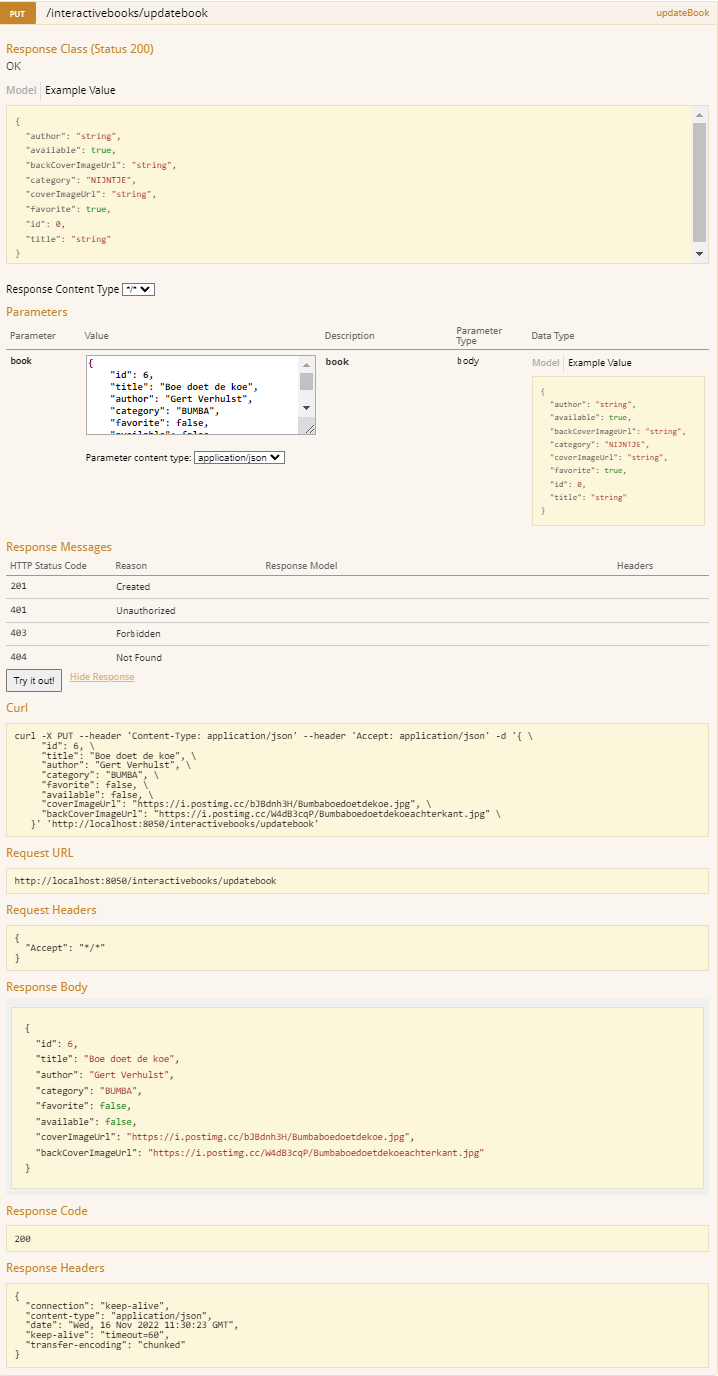 PUT /interactivebooks/updatebook updateBook
Response Class (Status 200)
OK
Model Example Value
{
"author": "string",
"available": true,
"backCoverImageUrl": "string",
"category": "NIJNTJE",
"coverImageUrl": "string",
"favorite": true,
"id": 0,
"title": "string"
}
Response Content Type */*
Parameters
Parameter Value Description Parameter Type Data Type
book
{
"id": 6,
"title": "Boe doet de koe",
"author": "Gert Verhulst",
"category": "BUMBA",
"favorite": false,
"available": false,
Parameter content type: application/json
book
body
Model Example Value
{
"author": "string",
"available": true,
"backCoverImageUrl": "string",
"category": "NIJNTJE",
"coverImageUrl": "string",
"favorite": true,
"id": 0,
"title": "string"
}
Response Messages
HTTP Status Code Reason Response Model Headers
201 Created
401 Unauthorized
403 Forbidden
404 Not Found
Try it out! Hide Response
Curl
curl -X PUT --header 'Content-Type: application/json' --header 'Accept: application/json' -d '{ \
"id": 6, \
"title": "Boe doet de koe", \
"author": "Gert Verhulst", \
"category": "BUMBA", \
"favorite": false, \
"available": false, \
"coverImageUrl": "https://i.postimg.cc/bJBdnh3H/Bumbaboedoetdekoe.jpg", \
"backCoverImageUrl": "https://i.postimg.cc/W4dB3cqP/Bumbaboedoetdekoeachterkant.jpg" \
}' 'http://localhost:8050/interactivebooks/updatebook'
Request URL
http://localhost:8050/interactivebooks/updatebook
Request Headers
{
"Accept": "*/*"
}
Response Body
{
"id": 6,
"title": "Boe doet de koe",
"author": "Gert Verhulst",
"category": "BUMBA",
"favorite": false,
"available": false,
"coverImageUrl": "https://i.postimg.cc/bJBdnh3H/Bumbaboedoetdekoe.jpg",
"backCoverImageUrl": "https://i.postimg.cc/W4dB3cqP/Bumbaboedoetdekoeachterkant.jpg"
}
Response Code
200
Response Headers
{
"connection": "keep-alive",
"content-type": "application/json",
"date": "Wed, 16 Nov 2022 11:30:23 GMT",
"keep-alive": "timeout=60",
"transfer-encoding": "chunked"
}